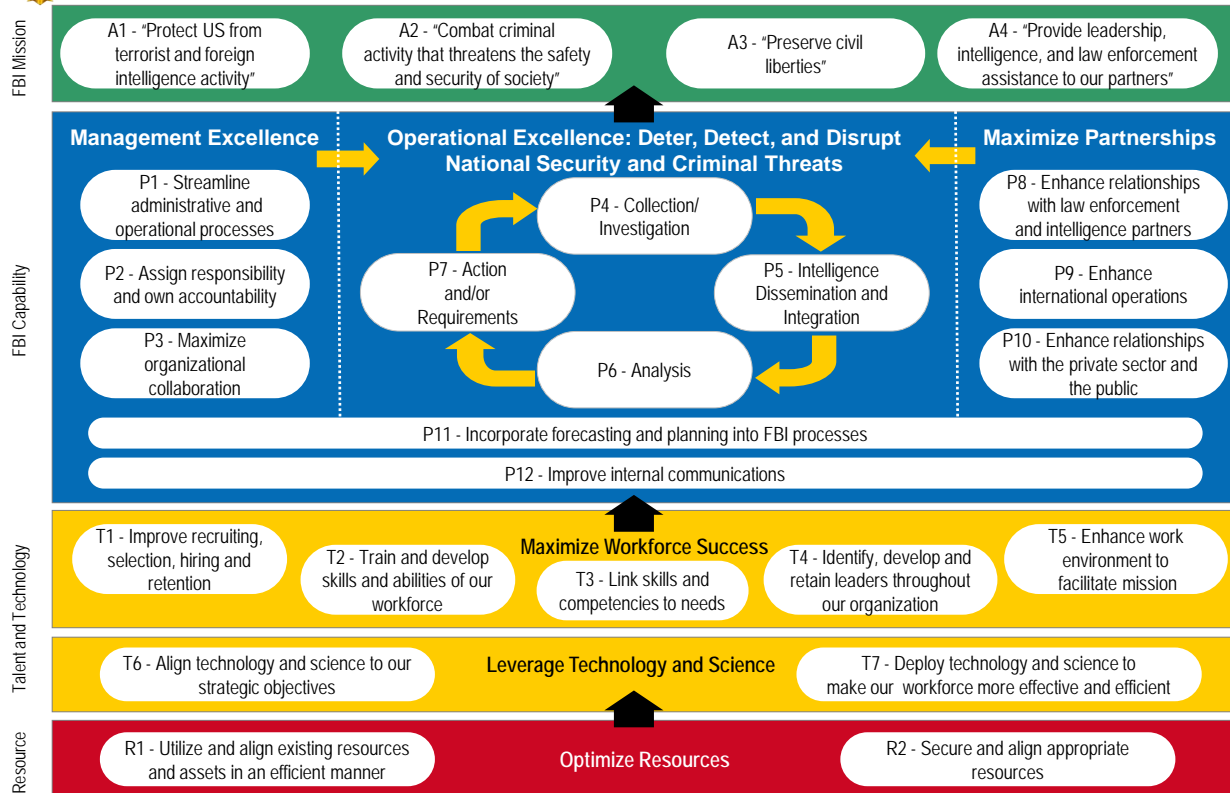 FBI Mission
A1 - “Protect US from
terrorist and foreign
intelligence activity”
A2 - “Combat criminal
activity that threatens the safety
and security of society”
A3 - “Preserve civil
liberties”
A4 - “Provide leadership,
intelligence, and law enforcement
assistance to our partners”
FBI Capability
Management Excellence
P1 - Streamline
administrative and
operational processes
P2 - Assign responsibility
and own accountability
P3 - Maximize
organizational
collaboration
Operational Excellence: Deter, Detect, and Disrupt
National Security and Criminal Threats
P4 - Collection/
Investigation
P5 - Intelligence
Dissemination and
Integration
P6 - Analysis
P7 - Action
and/or
Requirements
Maximize Partnerships
P8 - Enhance relationships
with law enforcement
and intelligence partners
P9 - Enhance
international operations
P10 - Enhance relationships
with the private sector and
the public
P11 - Incorporate forecasting and planning into FBI processes
P12 - Improve internal communications
Talent and Technology
Maximize Workforce Success
T1 - Improve recruiting,
selection, hiring and
retention
T2 - Train and develop
skills and abilities of our
workforce
T3 - Link skills and
competencies to needs
T4 - Identify, develop and
retain leaders throughout
our organization
T5 - Enhance work
environment to
facilitate mission
T6 - Align technology and science to our
strategic objectives
Leverage Technology and Science
T7 - Deploy technology and science to
make our workforce more effective and efficient
Resource
R1 - Utilize and align existing resources
and assets in an efficient manner
Optimize Resources
R2 - Secure and align appropriate
resources